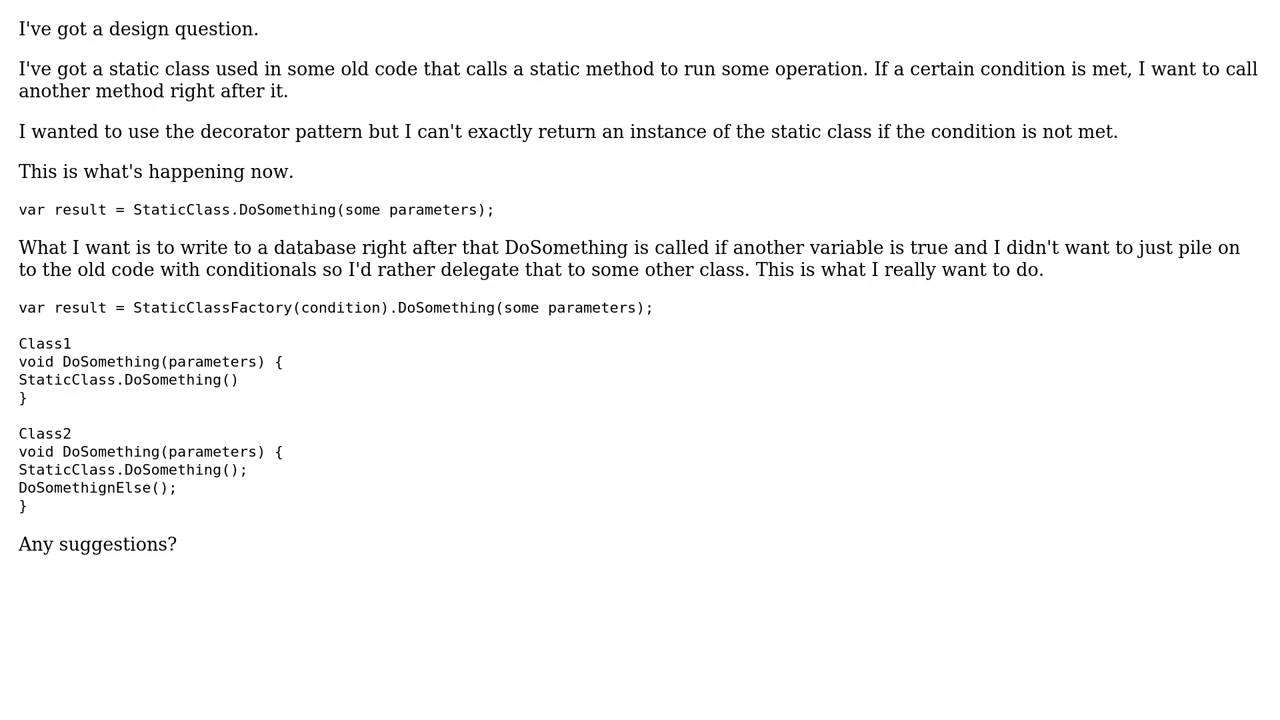 I've got a design question.
I've got a static class used in some old code that calls a static method to run some operation. If a certain condition is met, I want to call
another method right after it.
I wanted to use the decorator pattern but I can't exactly return an instance of the static class if the condition is not met.
This is what's happening now.
var result = StaticClass.DoSomething(some parameters);
What I want is to write to a database right after that DoSomething is called if another variable is true and I didn't want to just pile on
to the old code with conditionals so I'd rather delegate that to some other class. This is what I really want to do.
var result = StaticClassFactory(condition).DoSomething(some parameters);
Class1
void DoSomething(parameters) {
StaticClass.DoSomething()
}
Class2
void DoSomething(parameters) {
StaticClass.DoSomething();
DoSomethignElse();
}
Any suggestions?